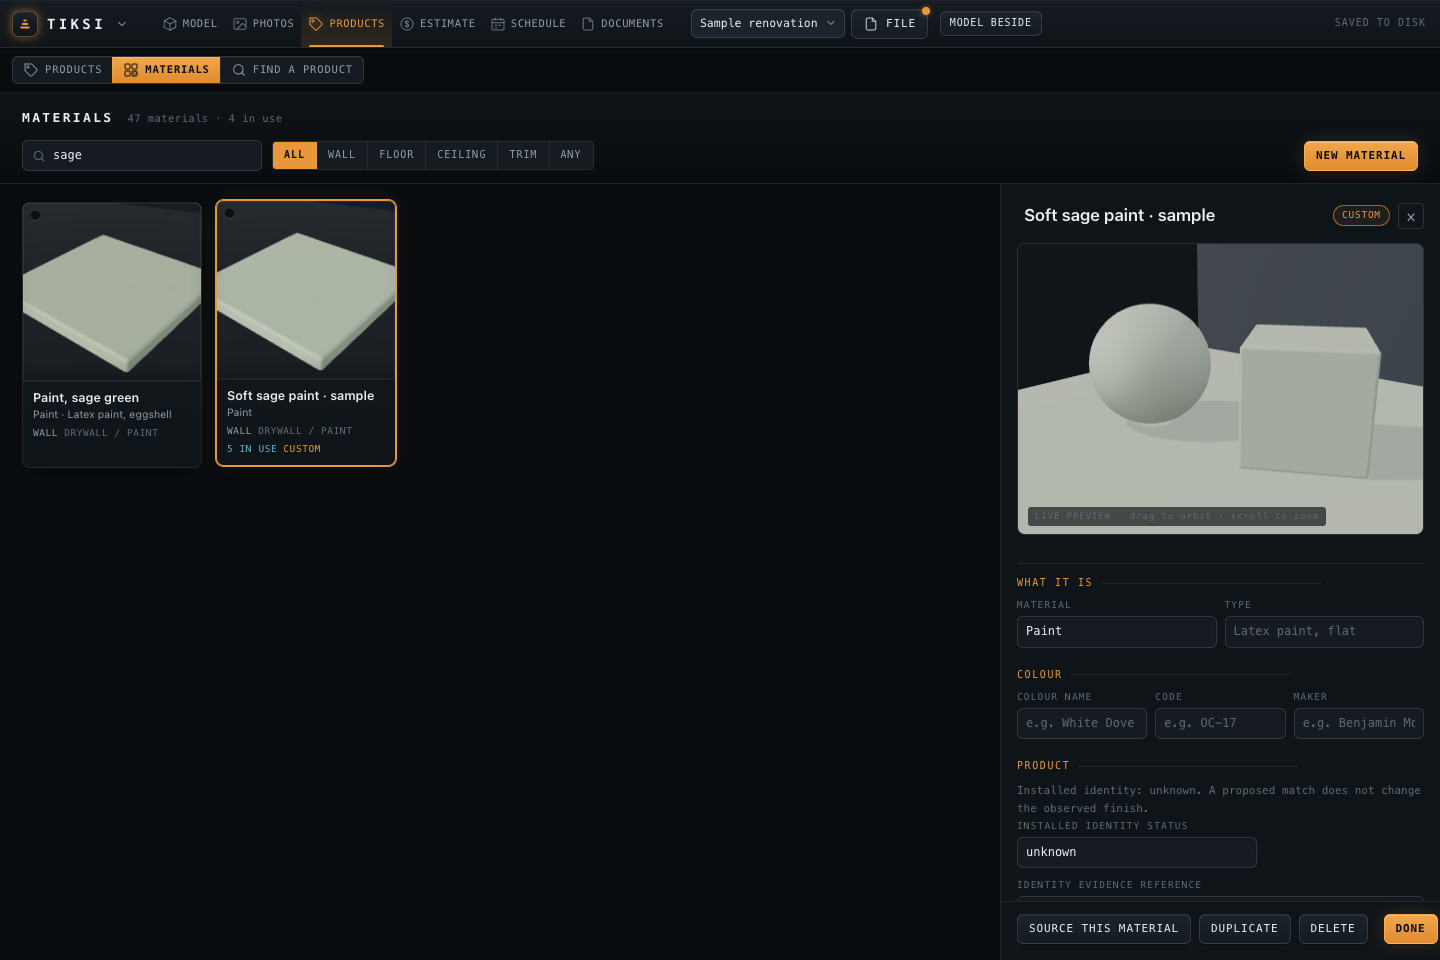 TIKSI
MODEL
PHOTOS
PRODUCTS
ESTIMATE
SCHEDULE
DOCUMENTS
Sample renovation
FILE
MODEL BESIDE
SAVED TO DISK
PRODUCTS
MATERIALS
FIND A PRODUCT
MATERIALS 47 materials · 4 in use
sage
ALL
WALL
FLOOR
CEILING
TRIM
ANY
NEW MATERIAL
Paint, sage green
Paint · Latex paint, eggshell
WALL DRYWALL / PAINT
Soft sage paint · sample
Paint
WALL DRYWALL / PAINT
5 IN USE CUSTOM
Soft sage paint · sample
CUSTOM
LIVE PREVIEW · drag to orbit · scroll to zoom
WHAT IT IS
MATERIAL
TYPE
Paint
Latex paint, flat
COLOUR
COLOUR NAME
CODE
MAKER
e.g. White Dove
e.g. OC-17
e.g. Benjamin Mo
PRODUCT
Installed identity: unknown. A proposed match does not change
the observed finish.
INSTALLED IDENTITY STATUS
unknown
IDENTITY EVIDENCE REFERENCE
SOURCE THIS MATERIAL
DUPLICATE
DELETE
DONE